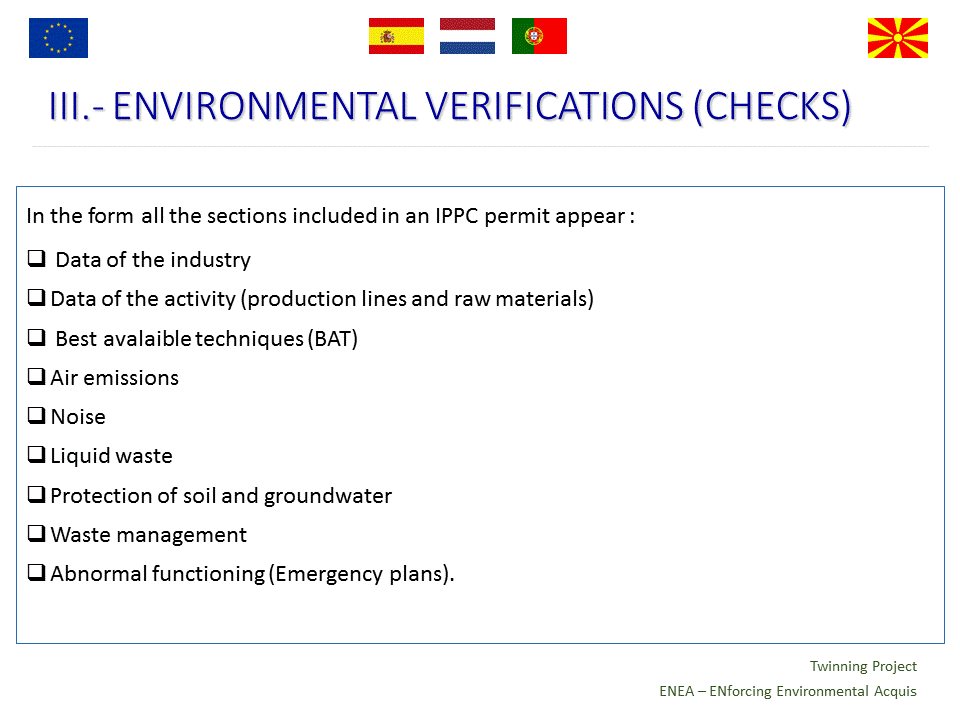 III.- ENVIRONMENTAL VERIFICATIONS (CHECKS)
In the form all the sections included in an IPPC permit appear :
Data of the industry
Data of the activity (production lines and raw materials)
Best avalaible techniques (BAT)
Air emissions
Noise
Liquid waste
Protection of soil and groundwater
Waste management
Abnormal functioning (Emergency plans).
Twinning Project
ENEA – ENforcing Environmental Acquis